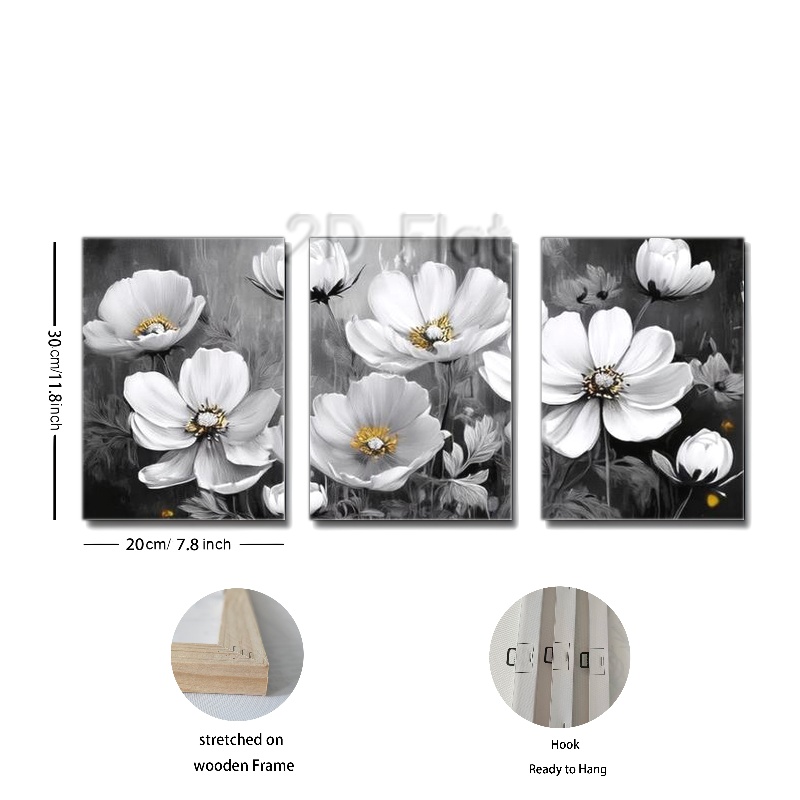 2D Flat
30cm/11.8inch
20cm/ 7.8 inch
stretched on
wooden Frame
Hook
Ready to Hang